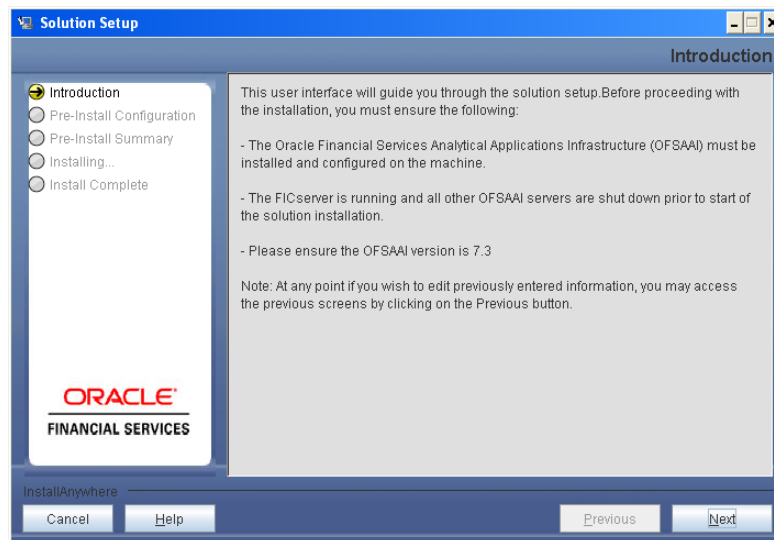 Solution Setup
Introduction
Introduction
Pre-Install Configuration
Pre-Install Summary
Installing...
Install Complete
ORACLE
FINANCIAL SERVICES
This user interface will guide you through the solution setup.Before proceeding with
the installation, you must ensure the following:
- The Oracle Financial Services Analytical Applications Infrastructure (OFSAAI) must be
installed and configured on the machine.
- The FICserver is running and all other OFSAAI servers are shut down prior to start of
the solution installation.
- Please ensure the OFSAAI version is 7.3
Note: At any point if you wish to edit previously entered information, you may access
the previous screens by clicking on the Previous button.
InstallAnywhere
Cancel
Help
Previous
Next